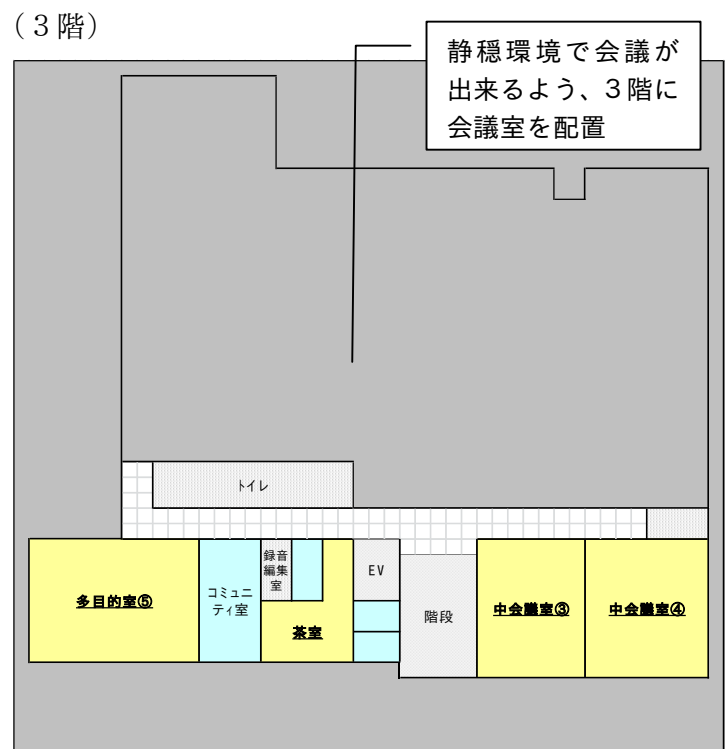 （３階）
静穏環境で会議が
出来るよう、３階に
会議室を配置
トイレ
多目的室⑤
コミュニ
ティ室
録音
編集
室
茶室
EV
階段
中会議室③
中会議室④